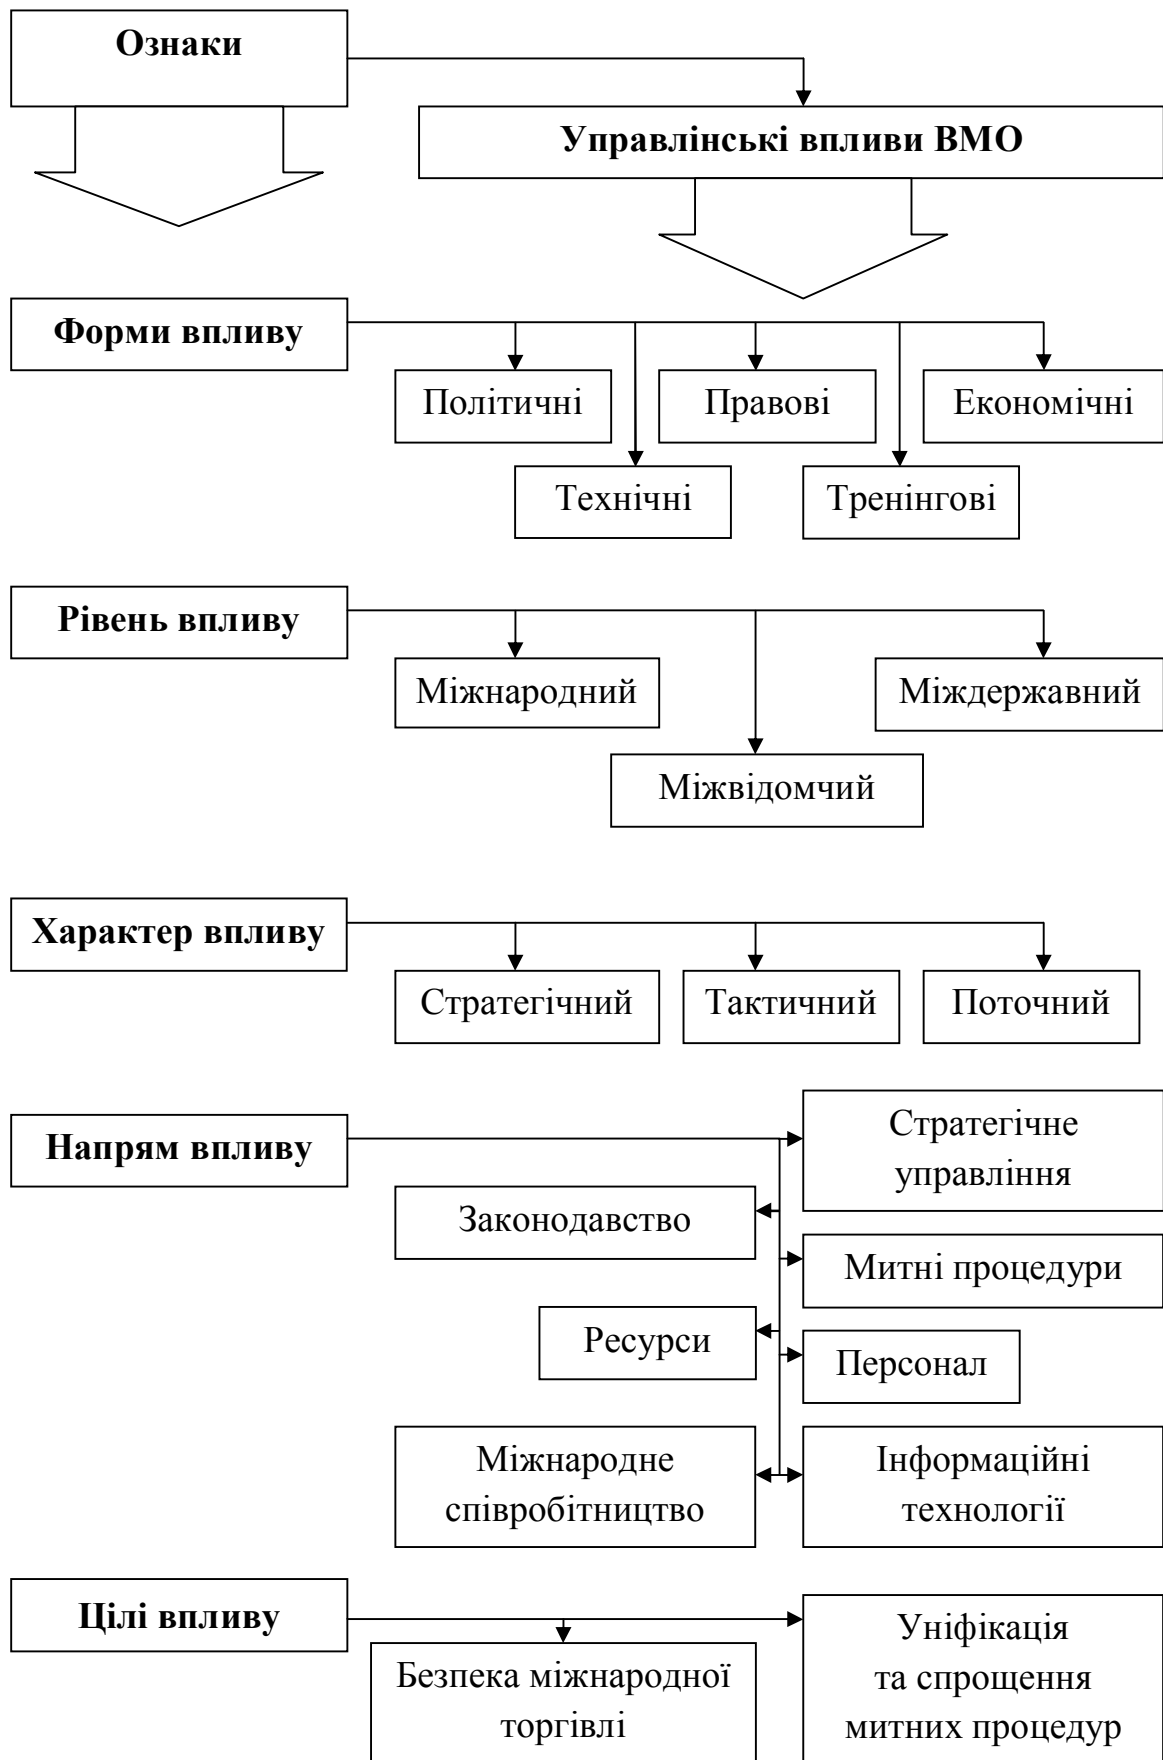 Ознаки
Управлінські впливи ВМО
Форми впливу
Політичні
Правові
Економічні
Технічні
Тренінгові
Рівень впливу
Міжнародний
Міждержавний
Міжвідомчий
Характер впливу
Стратегічний
Тактичний
Поточний
Напрям впливу
Стратегічне
управління
Законодавство
Митні процедури
Ресурси
Персонал
Міжнародне
співробітництво
Інформаційні
технології
Цілі впливу
Безпека міжнародної
торгівлі
Уніфікація
та спрощення
митних процедур